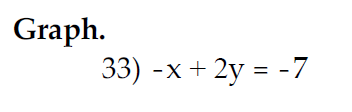 Graph.
33) -x + 2y = -7